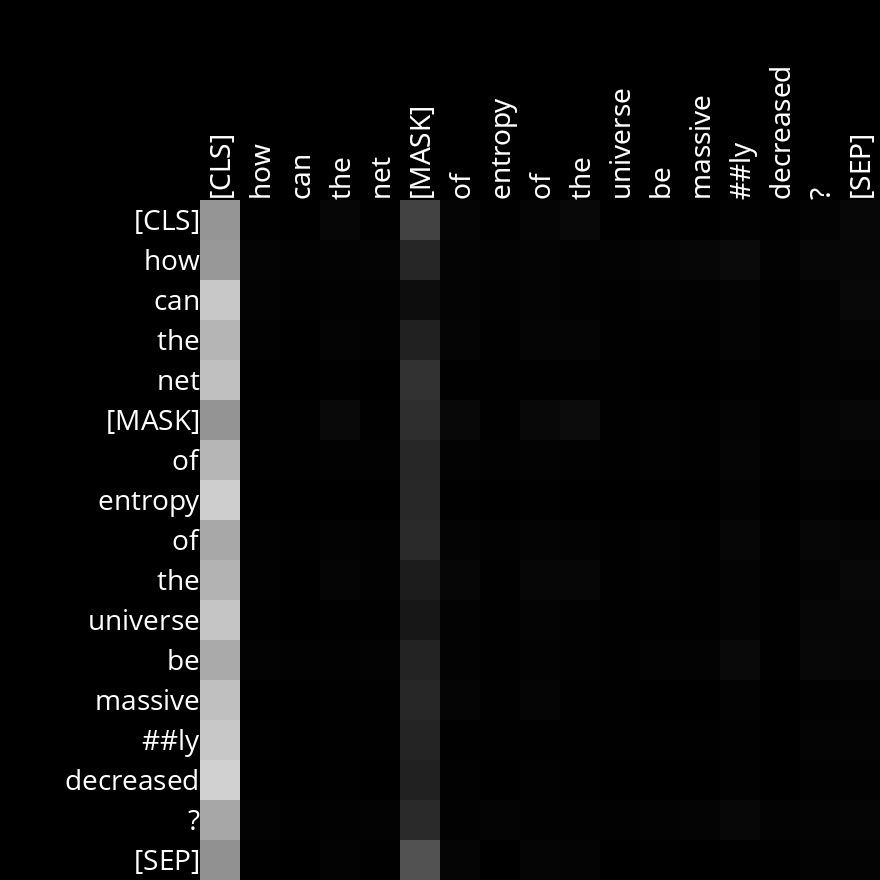 [CLS] how can the net [MASK] of entropy of the universe be massive ##ly decreased ? [SEP]
[CLS]
how
can
the
net
[MASK]
of
entropy
of
the
universe
be
massive
##ly
decreased
?
[SEP]